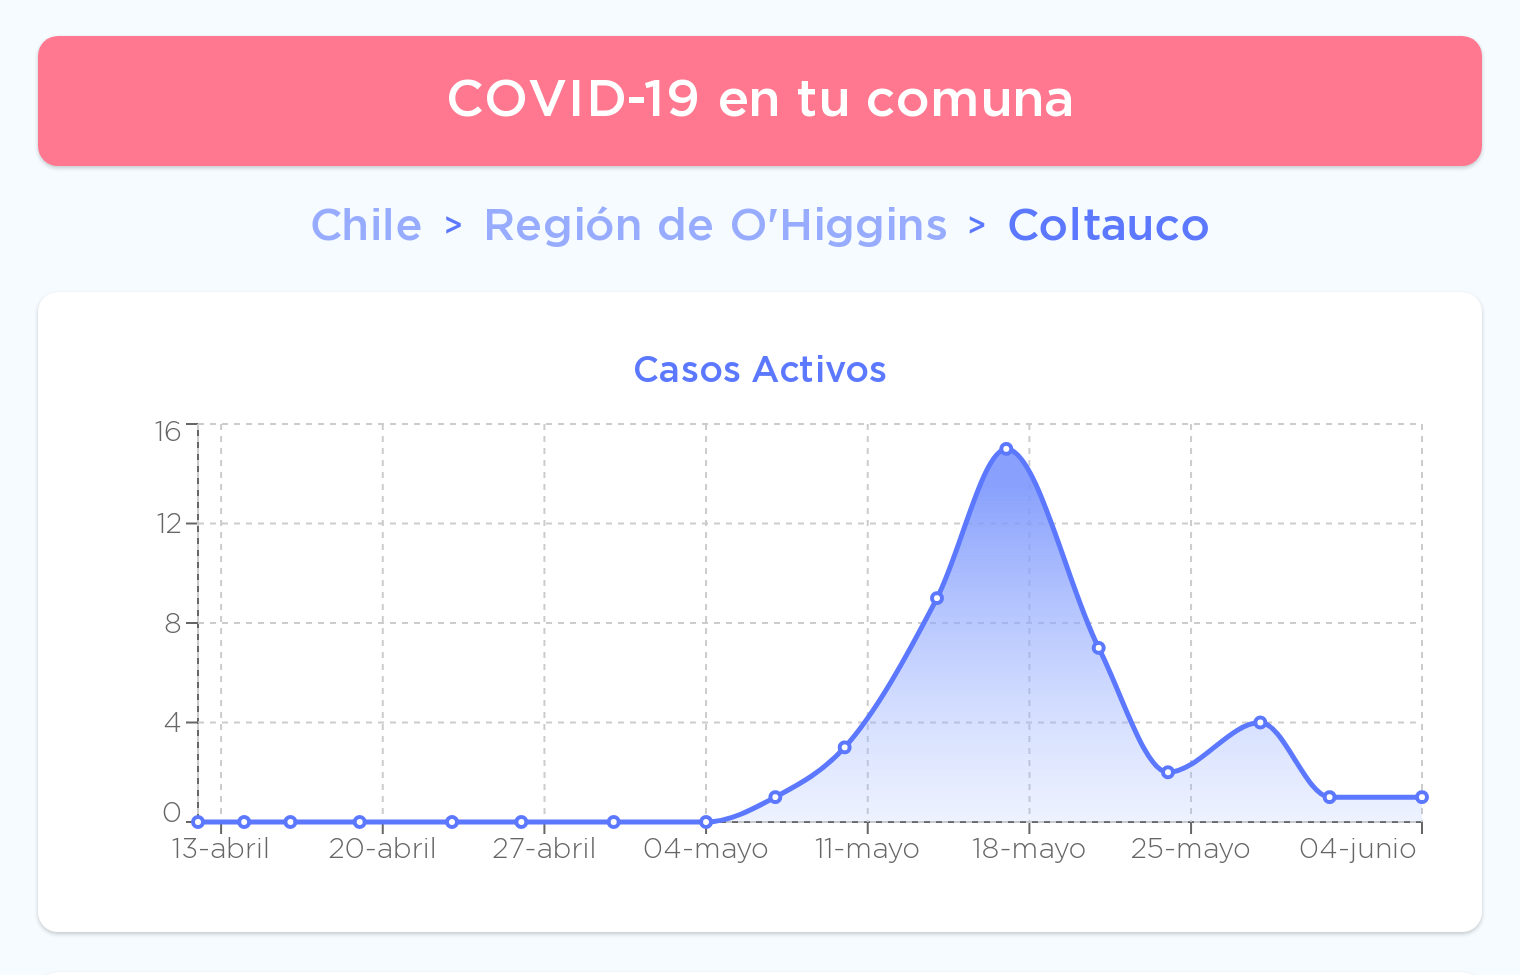 COVID-19 en tu comuna
Chile > Región de O'Higgins > Coltauco
Casos Activos
16
12
8
4
0
13-abril 20-abril 27-abril 04-mayo 11-mayo 18-mayo 25-mayo 04-junio